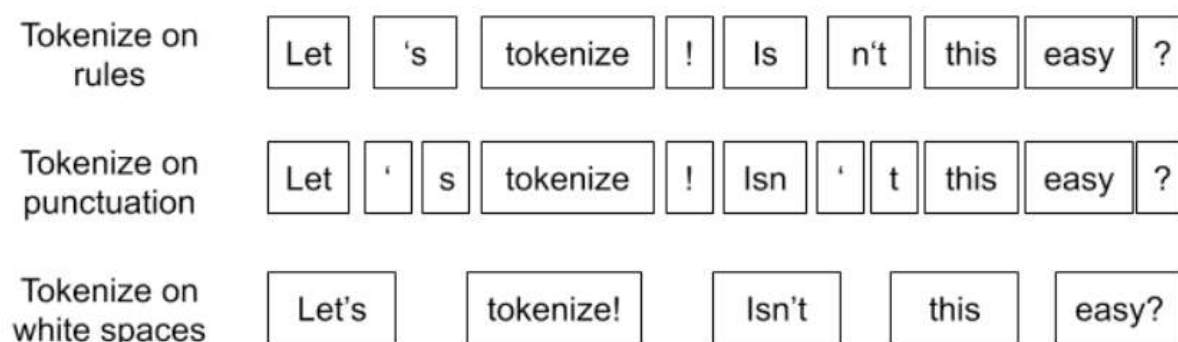 Tokenize on
rules
Let ‘s tokenize ! Is n‘t this easy ?
Tokenize on
punctuation
Let ‘ s tokenize ! Isn ‘ t this easy ?
Tokenize on
white spaces
Let’s tokenize! Isn’t this easy?